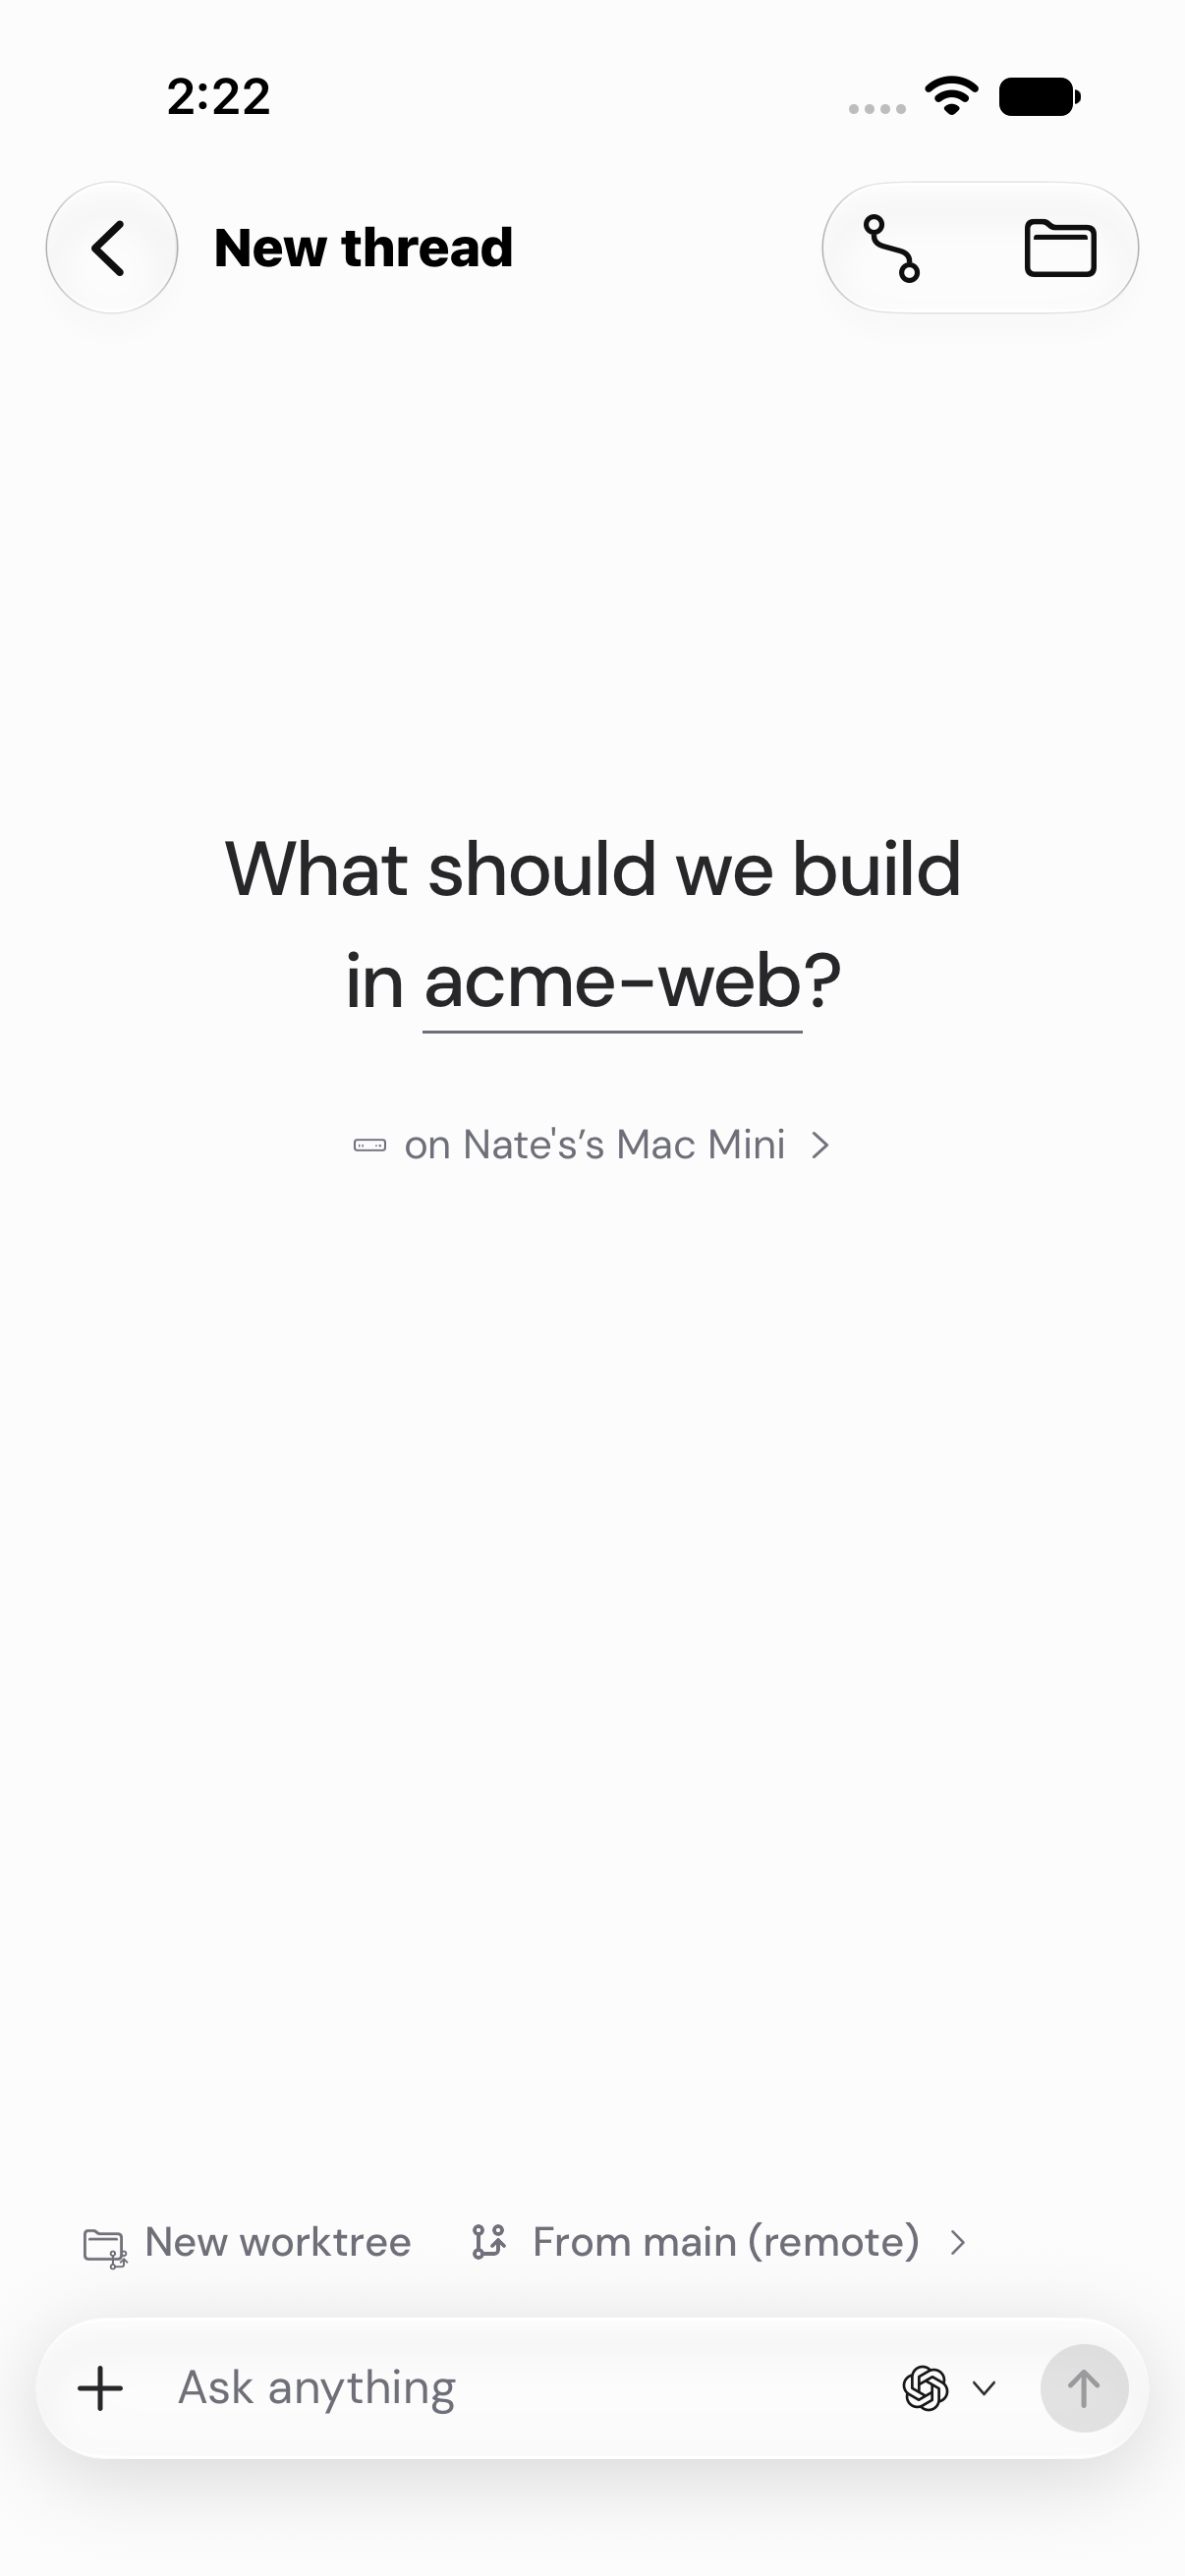 2:22
New thread
What should we build
in acme-web?
on Nate's’s Mac Mini
New worktree From main (remote)
Ask anything